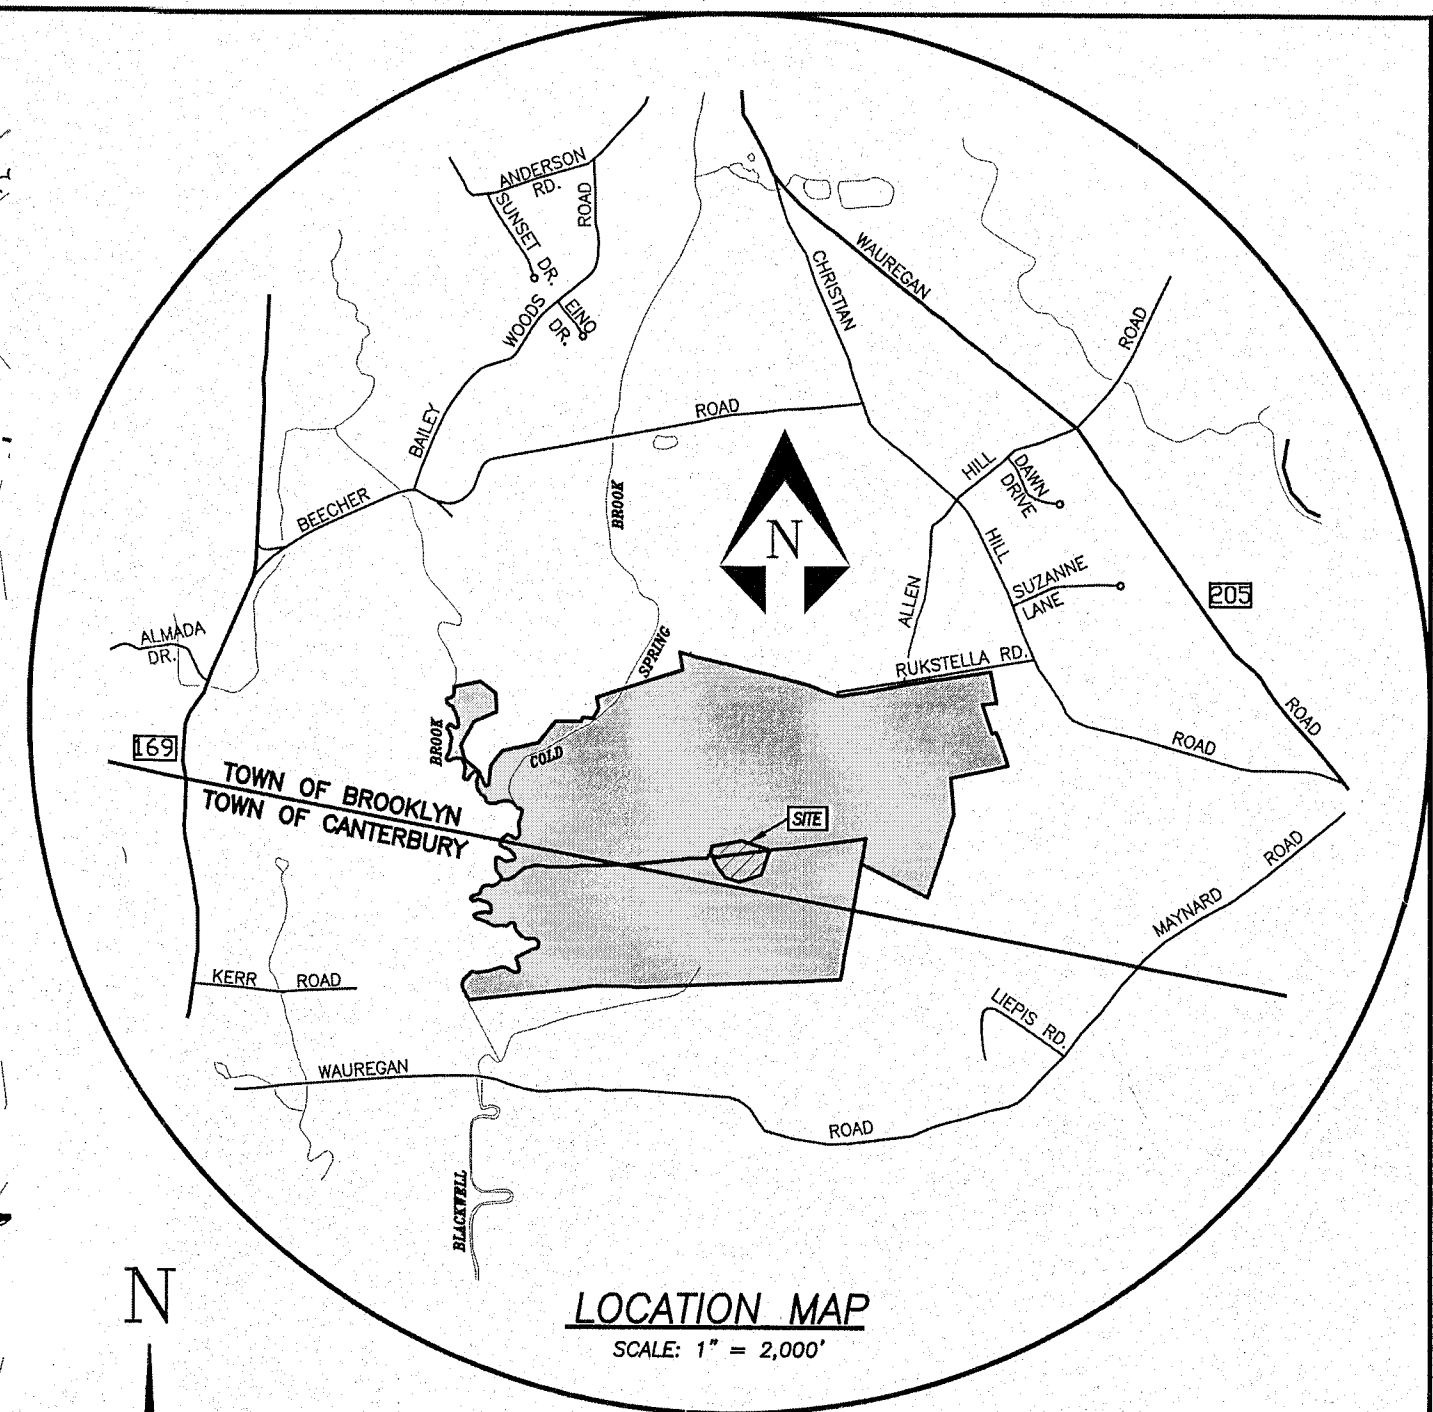 ANDERSON
RD.
SUNSET DR.
ROAD
WOODS
EINO
DR.
BAILEY
CHRISTIAN
WAUREGAN
ROAD
ROAD
BEECHER
BROOK
N
HILL
DAWN
DRIVE
HILL
ALLEN
SUZANNE
LANE
205
ALMADA
DR.
SPRING
RUKSTELLA RD.
ROAD
169
BROOK
COLD
ROAD
TOWN OF BROOKLYN
TOWN OF CANTERBURY
SITE
ROAD
MAYNARD
KERR ROAD
LIEPIS RD.
WAUREGAN
ROAD
BLACKWELL
N
LOCATION MAP
SCALE: 1" = 2,000'